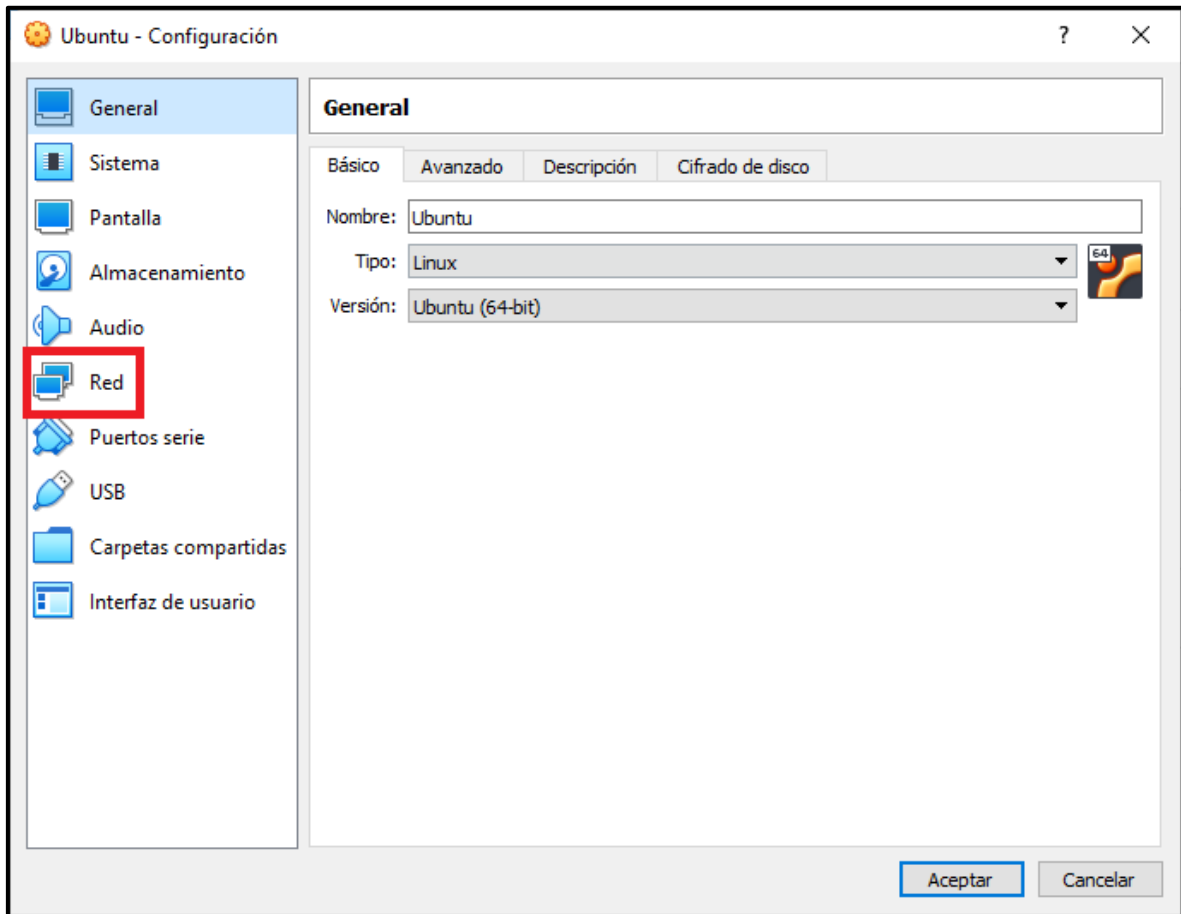 Ubuntu - Configuración
?
General
Sistema
Pantalla
Almacenamiento
Audio
Red
Puertos serie
USB
Carpetas compartidas
Interfaz de usuario
General
Básico Avanzado Descripción Cifrado de disco
Nombre: Ubuntu
Tipo: Linux
64
Versión: Ubuntu (64-bit)
Aceptar Cancelar